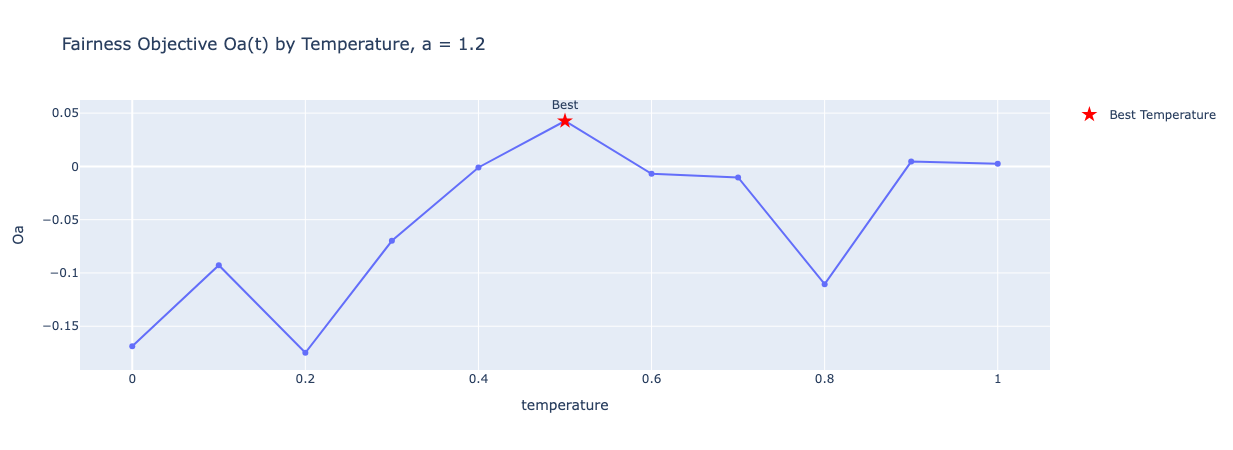 Fairness Objective Oa(t) by Temperature, a = 1.2
Best
Best Temperature
0.05
0
−0.05
−0.1
−0.15
Oa
0 0.2 0.4 0.6 0.8 1
temperature